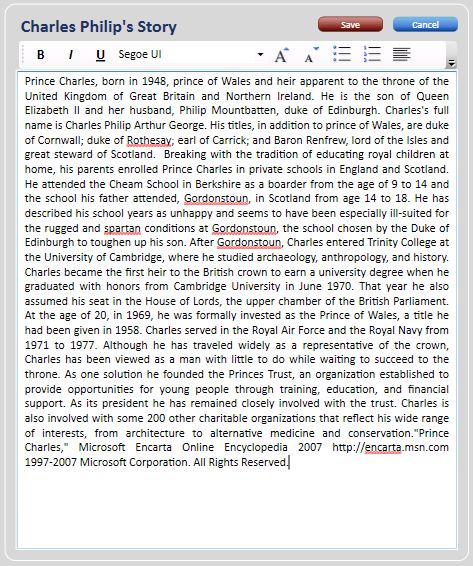 Charles Philip's Story
Save
Cancel
B I U Segoe UI A A
Prince Charles, born in 1948, prince of Wales and heir apparent to the throne of the
United Kingdom of Great Britain and Northern Ireland. He is the son of Queen
Elizabeth II and her husband, Philip Mountbatten, duke of Edinburgh. Charles's full
name is Charles Philip Arthur George. His titles, in addition to prince of Wales, are duke
of Cornwall; duke of Rothesay; earl of Carrick; and Baron Renfrew, lord of the Isles and
great steward of Scotland. Breaking with the tradition of educating royal children at
home, his parents enrolled Prince Charles in private schools in England and Scotland.
He attended the Cheam School in Berkshire as a boarder from the age of 9 to 14 and
the school his father attended, Gordonstoun, in Scotland from age 14 to 18. He has
described his school years as unhappy and seems to have been especially ill-suited for
the rugged and spartan conditions at Gordonstoun, the school chosen by the Duke of
Edinburgh to toughen up his son. After Gordonstoun, Charles entered Trinity College at
the University of Cambridge, where he studied archaeology, anthropology, and history.
Charles became the first heir to the British crown to earn a university degree when he
graduated with honors from Cambridge University in June 1970. That year he also
assumed his seat in the House of Lords, the upper chamber of the British Parliament.
At the age of 20, in 1969, he was formally invested as the Prince of Wales, a title he
had been given in 1958. Charles served in the Royal Air Force and the Royal Navy from
1971 to 1977. Although he has traveled widely as a representative of the crown,
Charles has been viewed as a man with little to do while waiting to succeed to the
throne. As one solution he founded the Princes Trust, an organization established to
provide opportunities for young people through training, education, and financial
support. As its president he has remained closely involved with the trust. Charles is
also involved with some 200 other charitable organizations that reflect his wide range
of interests, from architecture to alternative medicine and conservation."Prince
Charles," Microsoft Encarta Online Encyclopedia 2007 http://encarta.msn.com
1997-2007 Microsoft Corporation. All Rights Reserved.